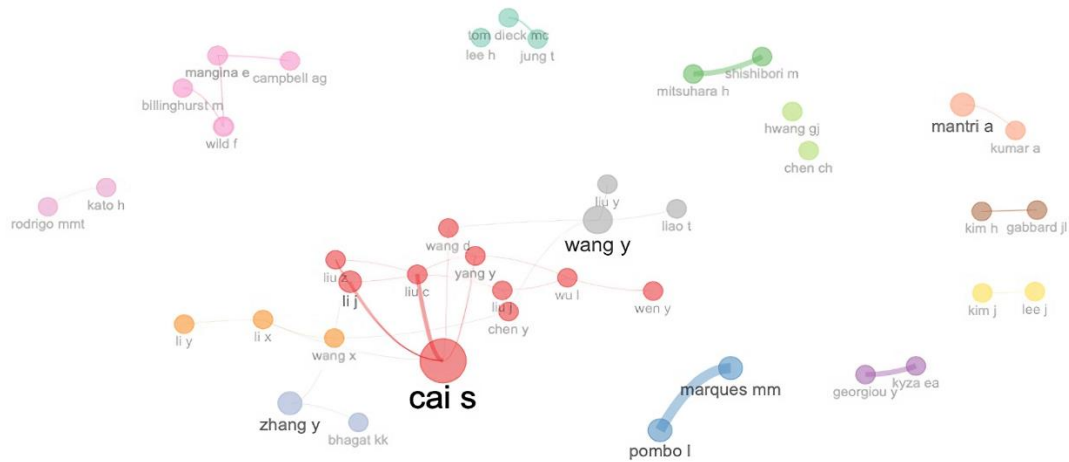 tom dieck mc
lee h
jung t
mangina e
campbell ag
billinghurst m
wild f
shishibori m
mitsuhara h
hwang gj
chen ch
mantri a
kumar a
rodrigo mmt
kato h
liu y
liao t
wang y
kim h
gabbard jl
wang d
yang y
liu z
li j
liu c
liu j
wu l
wen y
chen y
kim j
lee j
li y
li x
wang x
cai s
zhang y
bhagat kk
marques mm
pombo l
georgiou y
kyza ea